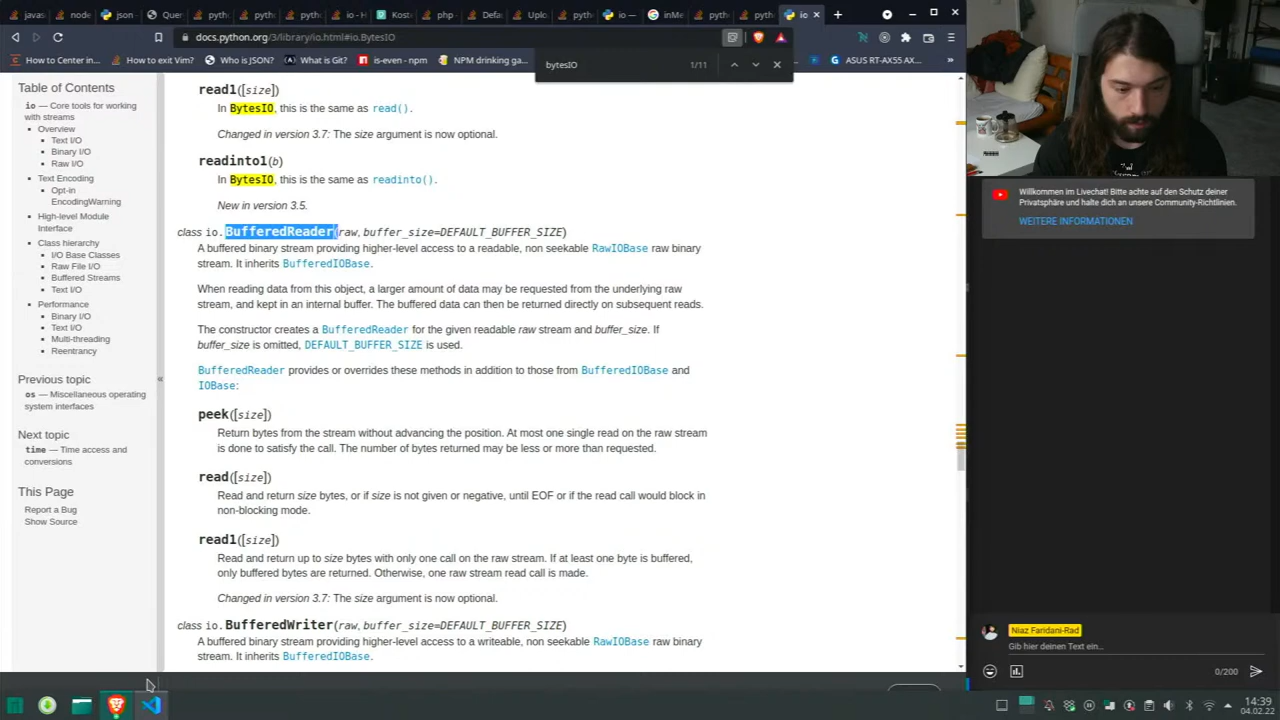 javas
node
json -
Quer
pyth
pyth
pyth
io - H
Kost
php -
Defa
Uplo
pyth
io —
inMe
pyth
pyth
io
docs.python.org/3/library/io.html#io.BytesIO
How to Center in...
How to exit Vim?
Who is JSON?
What is Git?
is-even - npm
NPM drinking ga...
ASUS RT-AX55 AX...
bytesIO
1/11
Table of Contents
io — Core tools for working
with streams
Overview
Text I/O
Binary I/O
Raw I/O
Text Encoding
Opt-in
EncodingWarning
High-level Module
Interface
Class hierarchy
I/O Base Classes
Raw File I/O
Buffered Streams
Text I/O
Performance
Binary I/O
Text I/O
Multi-threading
Reentrancy
Previous topic
os — Miscellaneous operating
system interfaces
Next topic
time — Time access and
conversions
This Page
Report a Bug
Show Source
«
read1([size])
In BytesIO, this is the same as read().
Changed in version 3.7: The size argument is now optional.
readinto1(b)
In BytesIO, this is the same as readinto().
New in version 3.5.
class io.BufferedReader(raw, buffer_size=DEFAULT_BUFFER_SIZE)
A buffered binary stream providing higher-level access to a readable, non seekable RawIOBase raw binary
stream. It inherits BufferedIOBase.
When reading data from this object, a larger amount of data may be requested from the underlying raw
stream, and kept in an internal buffer. The buffered data can then be returned directly on subsequent reads.
The constructor creates a BufferedReader for the given readable raw stream and buffer_size. If
buffer_size is omitted, DEFAULT_BUFFER_SIZE is used.
BufferedReader provides or overrides these methods in addition to those from BufferedIOBase and
IOBase:
peek([size])
Return bytes from the stream without advancing the position. At most one single read on the raw stream
is done to satisfy the call. The number of bytes returned may be less or more than requested.
read([size])
Read and return size bytes, or if size is not given or negative, until EOF or if the read call would block in
non-blocking mode.
read1([size])
Read and return up to size bytes with only one call on the raw stream. If at least one byte is buffered,
only buffered bytes are returned. Otherwise, one raw stream read call is made.
Changed in version 3.7: The size argument is now optional.
class io.BufferedWriter(raw, buffer_size=DEFAULT_BUFFER_SIZE)
A buffered binary stream providing higher-level access to a writeable, non seekable RawIOBase raw binary
stream. It inherits BufferedIOBase.
Willkommen im Livechat! Bitte achte auf den Schutz deiner
Privatsphäre und halte dich an unsere Community-Richtlinien.
WEITERE INFORMATIONEN
Niaz Faridani-Rad
Gib hier deinen Text ein...
0/200
14:39
04.02.22